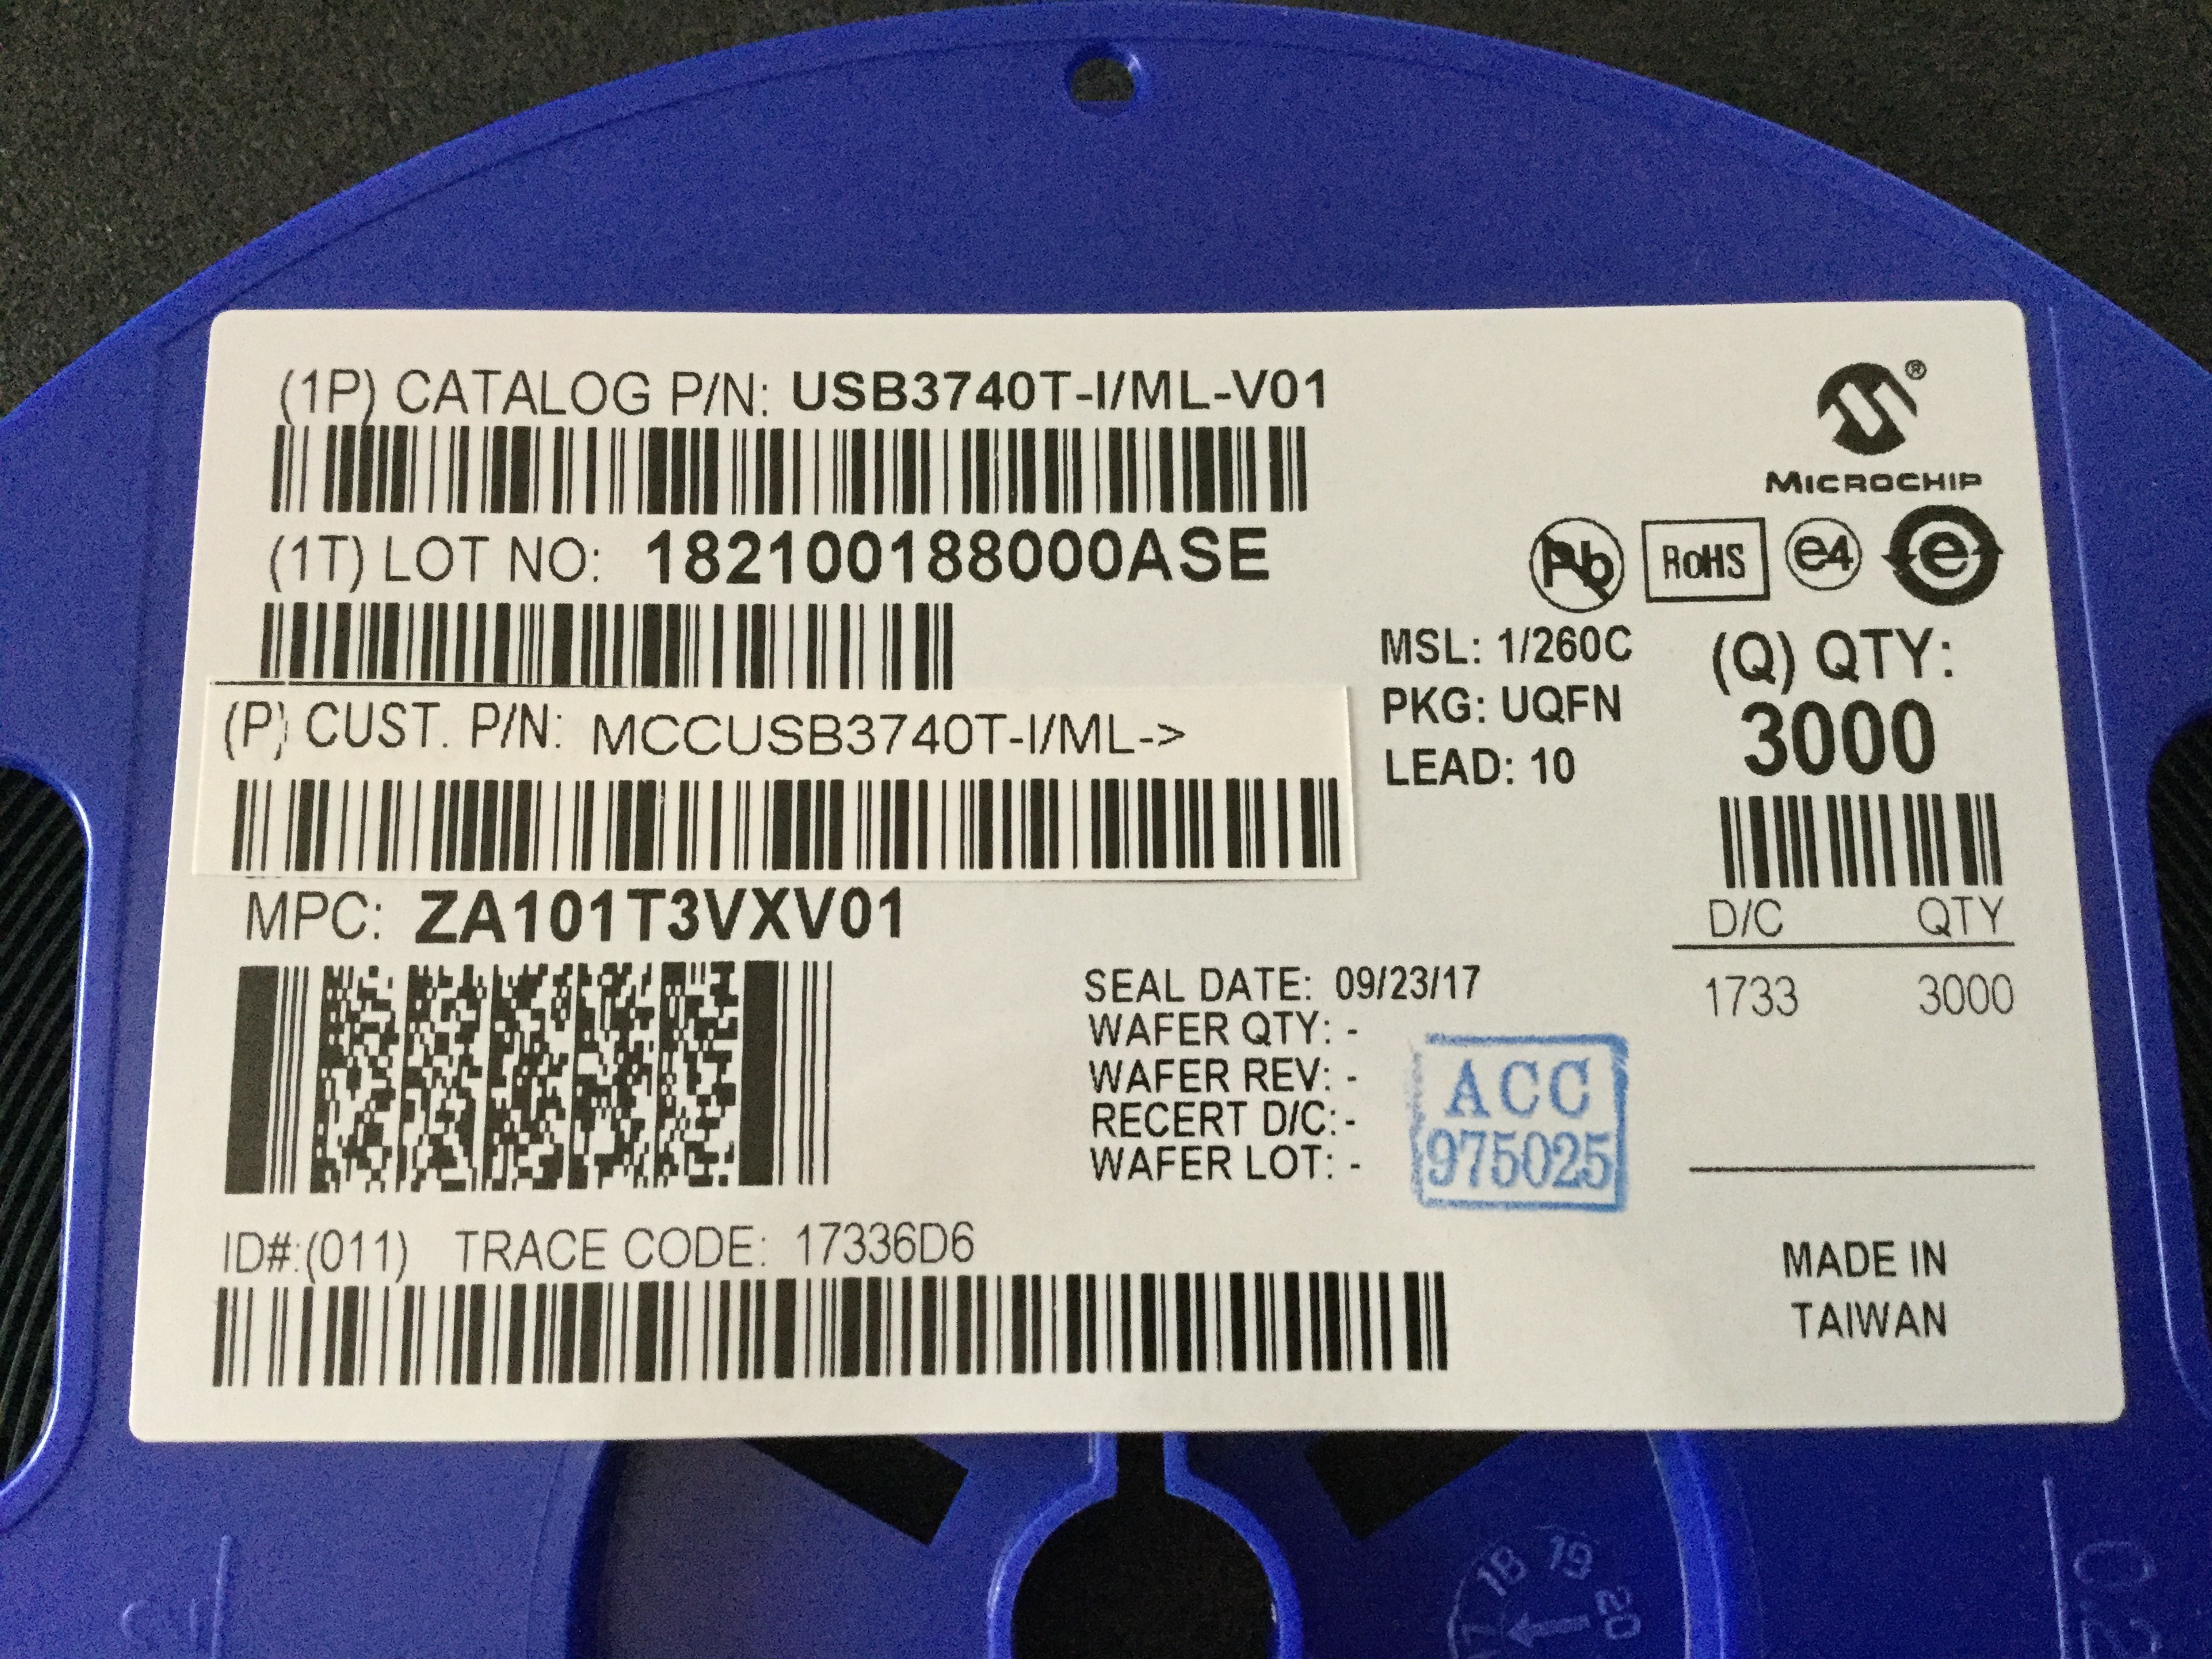 (1P) CATALOG P/N: USB3740T-I/ML-V01
®
MICROCHIP
(1T) LOT NO: 182100188000ASE
Pb RoHS e4 e
MSL: 1/260C
PKG: UQFN
LEAD: 10
(Q) QTY:
3000
(P) CUST. P/N: MCCUSB3740T-I/ML->
MPC: ZA101T3VXV01
D/C QTY
1733 3000
SEAL DATE: 09/23/17
WAFER QTY: -
WAFER REV: -
RECERT D/C: -
WAFER LOT: -
ACC
975025
ID#:(011) TRACE CODE: 17336D6
MADE IN
TAIWAN
17 18 19 20